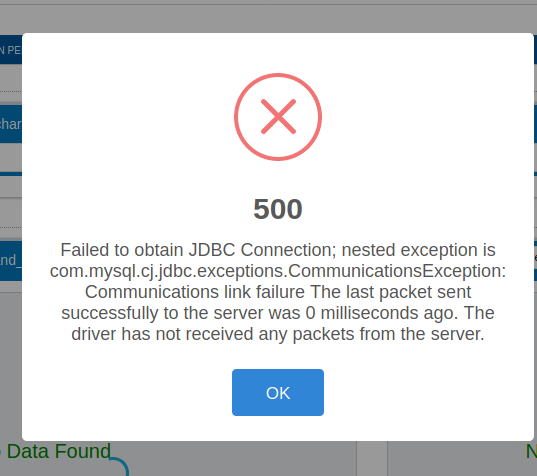 N PE
char
500
Failed to obtain JDBC Connection; nested exception is
com.mysql.cj.jdbc.exceptions.CommunicationsException:
Communications link failure The last packet sent
successfully to the server was 0 milliseconds ago. The
driver has not received any packets from the server.
and_
OK
Data Found
N